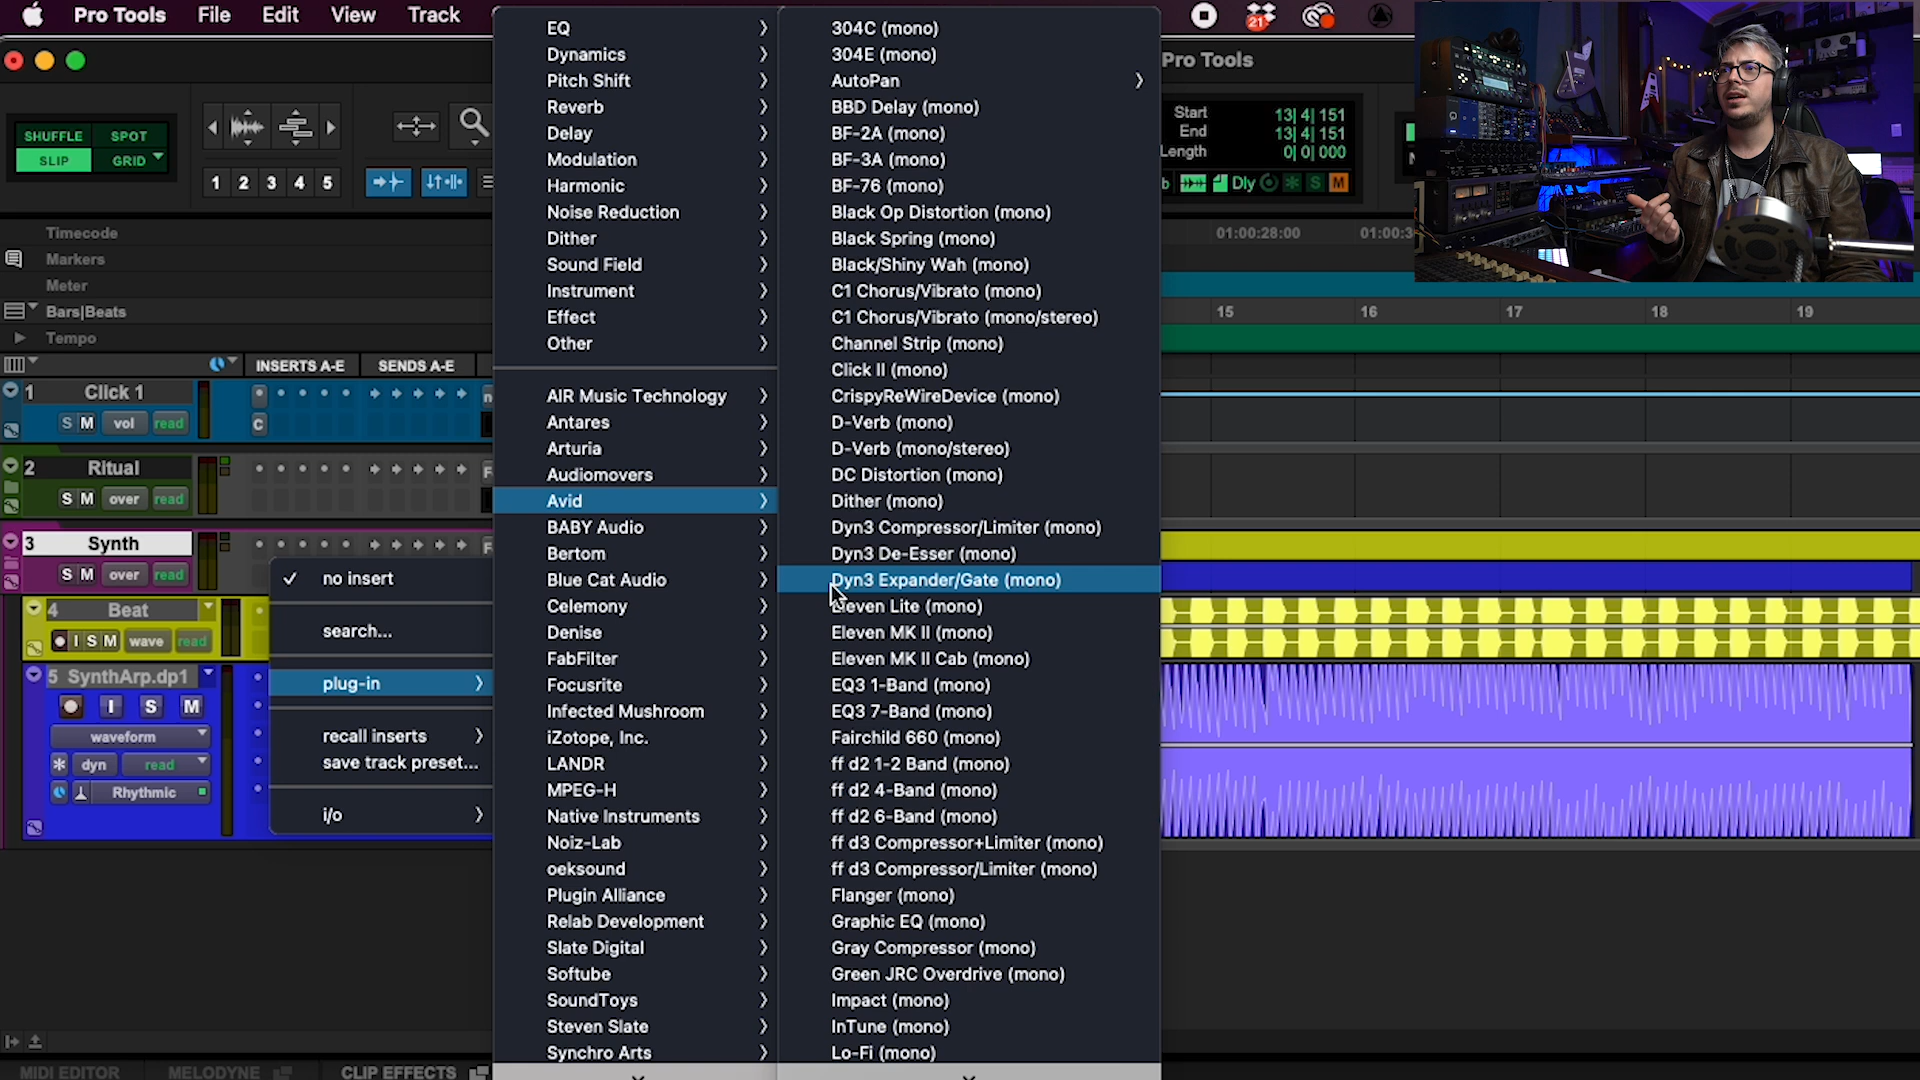 Pro Tools File Edit View Track
21
Pro Tools
SHUFFLE SPOT
SLIP GRID
1 2 3 4 5
Start 13| 4| 151
End 13| 4| 151
Length 0| 0| 000
Dly S M
Timecode
Markers
Meter
Bars|Beats
Tempo
01:00:28:00 01:00:3
15 16 17 18 19
INSERTS A-E SENDS A-E
1 Click 1
S M vol read C
2 Ritual
S M over read
3 Synth
S M over read
4 Beat
I S M wave read
5 SynthArp.dp1
I S M
waveform
dyn read
Rhythmic
no insert
search...
plug-in
recall inserts
save track preset...
i/o
EQ
Dynamics
Pitch Shift
Reverb
Delay
Modulation
Harmonic
Noise Reduction
Dither
Sound Field
Instrument
Effect
Other
AIR Music Technology
Antares
Arturia
Audiomovers
Avid
BABY Audio
Bertom
Blue Cat Audio
Celemony
Denise
FabFilter
Focusrite
Infected Mushroom
iZotope, Inc.
LANDR
MPEG-H
Native Instruments
Noiz-Lab
oeksound
Plugin Alliance
Relab Development
Slate Digital
Softube
SoundToys
Steven Slate
Synchro Arts
304C (mono)
304E (mono)
AutoPan
BBD Delay (mono)
BF-2A (mono)
BF-3A (mono)
BF-76 (mono)
Black Op Distortion (mono)
Black Spring (mono)
Black/Shiny Wah (mono)
C1 Chorus/Vibrato (mono)
C1 Chorus/Vibrato (mono/stereo)
Channel Strip (mono)
Click II (mono)
CrispyReWireDevice (mono)
D-Verb (mono)
D-Verb (mono/stereo)
DC Distortion (mono)
Dither (mono)
Dyn3 Compressor/Limiter (mono)
Dyn3 De-Esser (mono)
Dyn3 Expander/Gate (mono)
Eleven Lite (mono)
Eleven MK II (mono)
Eleven MK II Cab (mono)
EQ3 1-Band (mono)
EQ3 7-Band (mono)
Fairchild 660 (mono)
ff d2 1-2 Band (mono)
ff d2 4-Band (mono)
ff d2 6-Band (mono)
ff d3 Compressor+Limiter (mono)
ff d3 Compressor/Limiter (mono)
Flanger (mono)
Graphic EQ (mono)
Gray Compressor (mono)
Green JRC Overdrive (mono)
Impact (mono)
InTune (mono)
Lo-Fi (mono)
MIDI EDITOR MELODYNE CLIP EFFECTS